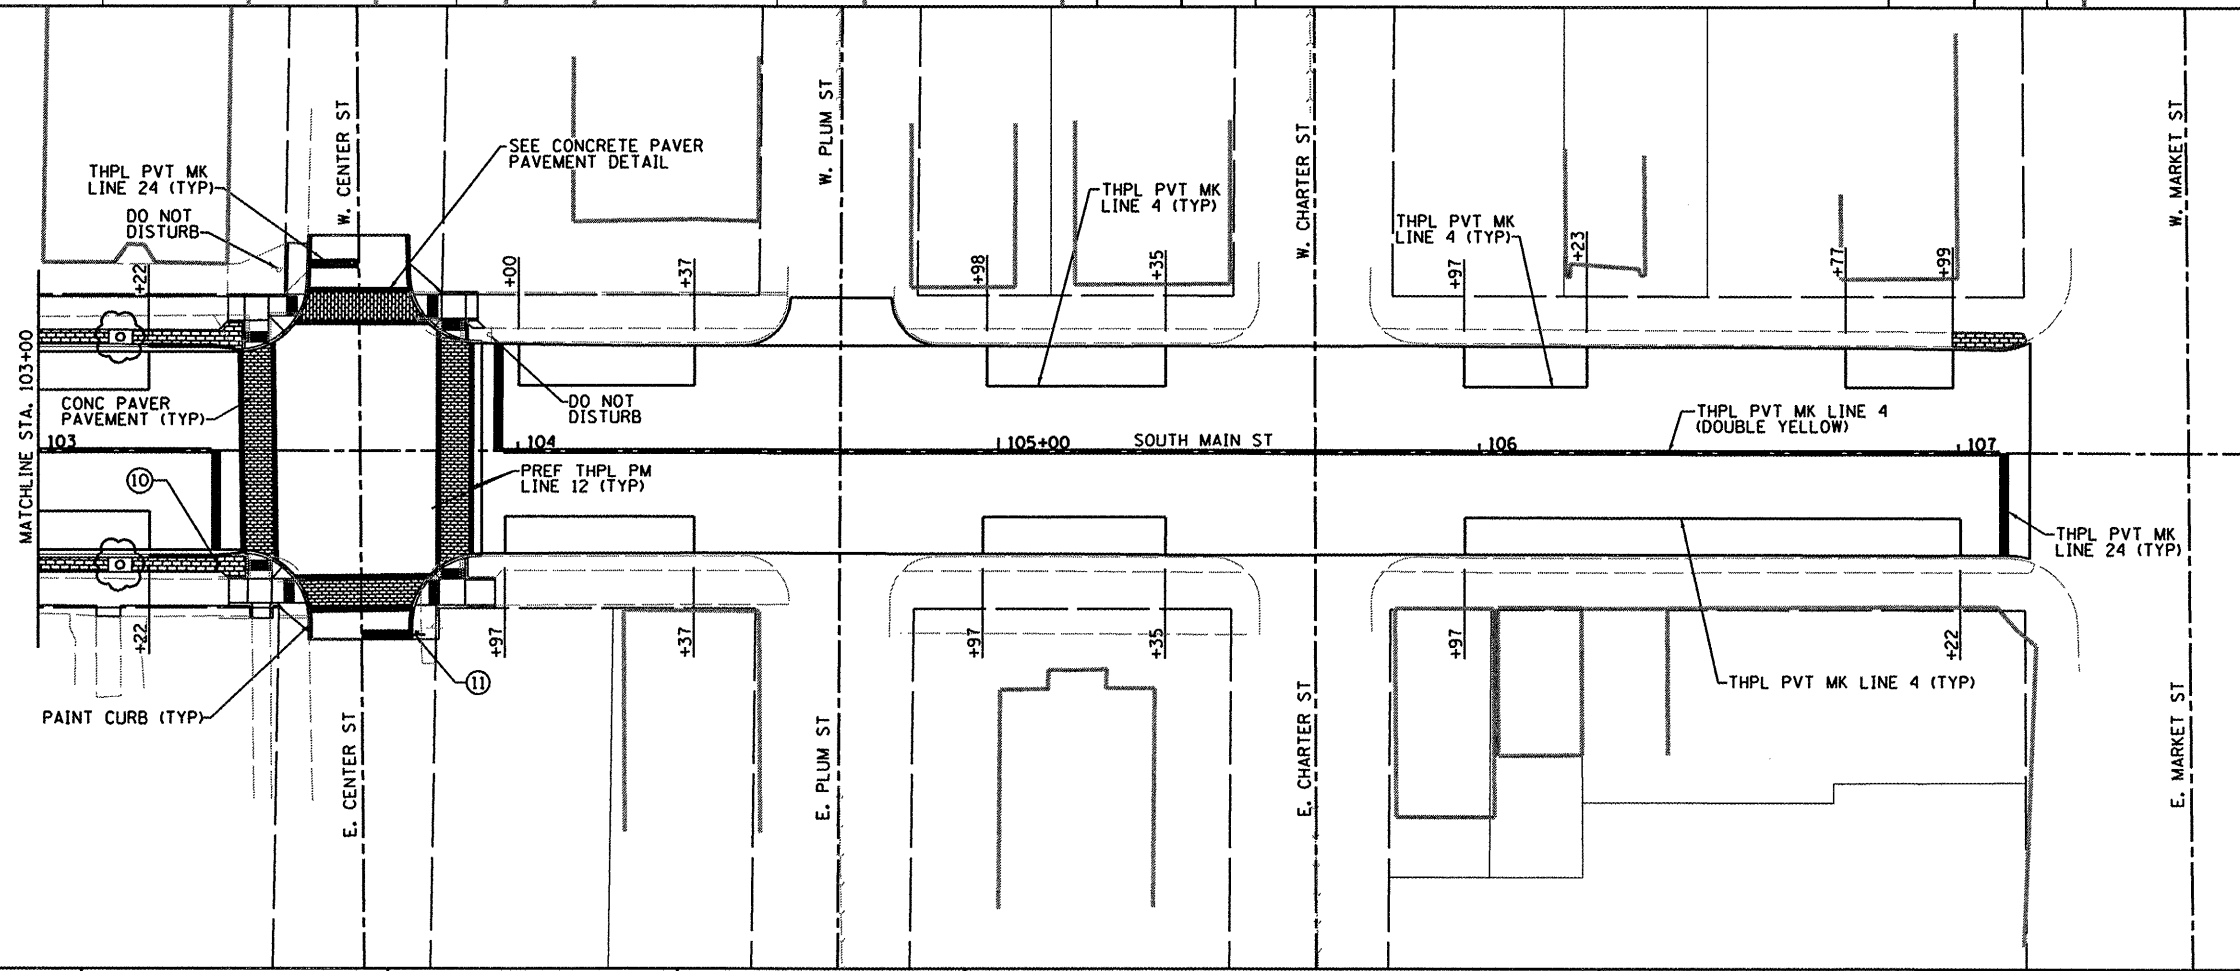 W. CENTER ST
W. PLUM ST
W. CHARTER ST
W. MARKET ST
SEE CONCRETE PAVER
PAVEMENT DETAIL
THPL PVT MK
LINE 24 (TYP)
DO NOT
DISTURB
THPL PVT MK
LINE 4 (TYP)
THPL PVT MK
LINE 4 (TYP)
+22
+00
+37
+98
+35
+97
+23
+77
+99
MATCHLINE STA. 103+00
CONC PAVER
PAVEMENT (TYP)
DO NOT
DISTURB
THPL PVT MK LINE 4
(DOUBLE YELLOW)
103
104
105+00
SOUTH MAIN ST
106
107
10
PREF THPL PM
LINE 12 (TYP)
THPL PVT MK
LINE 24 (TYP)
+22
+97
+37
+97
+35
+97
+22
11
THPL PVT MK LINE 4 (TYP)
PAINT CURB (TYP)
E. CENTER ST
E. PLUM ST
E. CHARTER ST
E. MARKET ST